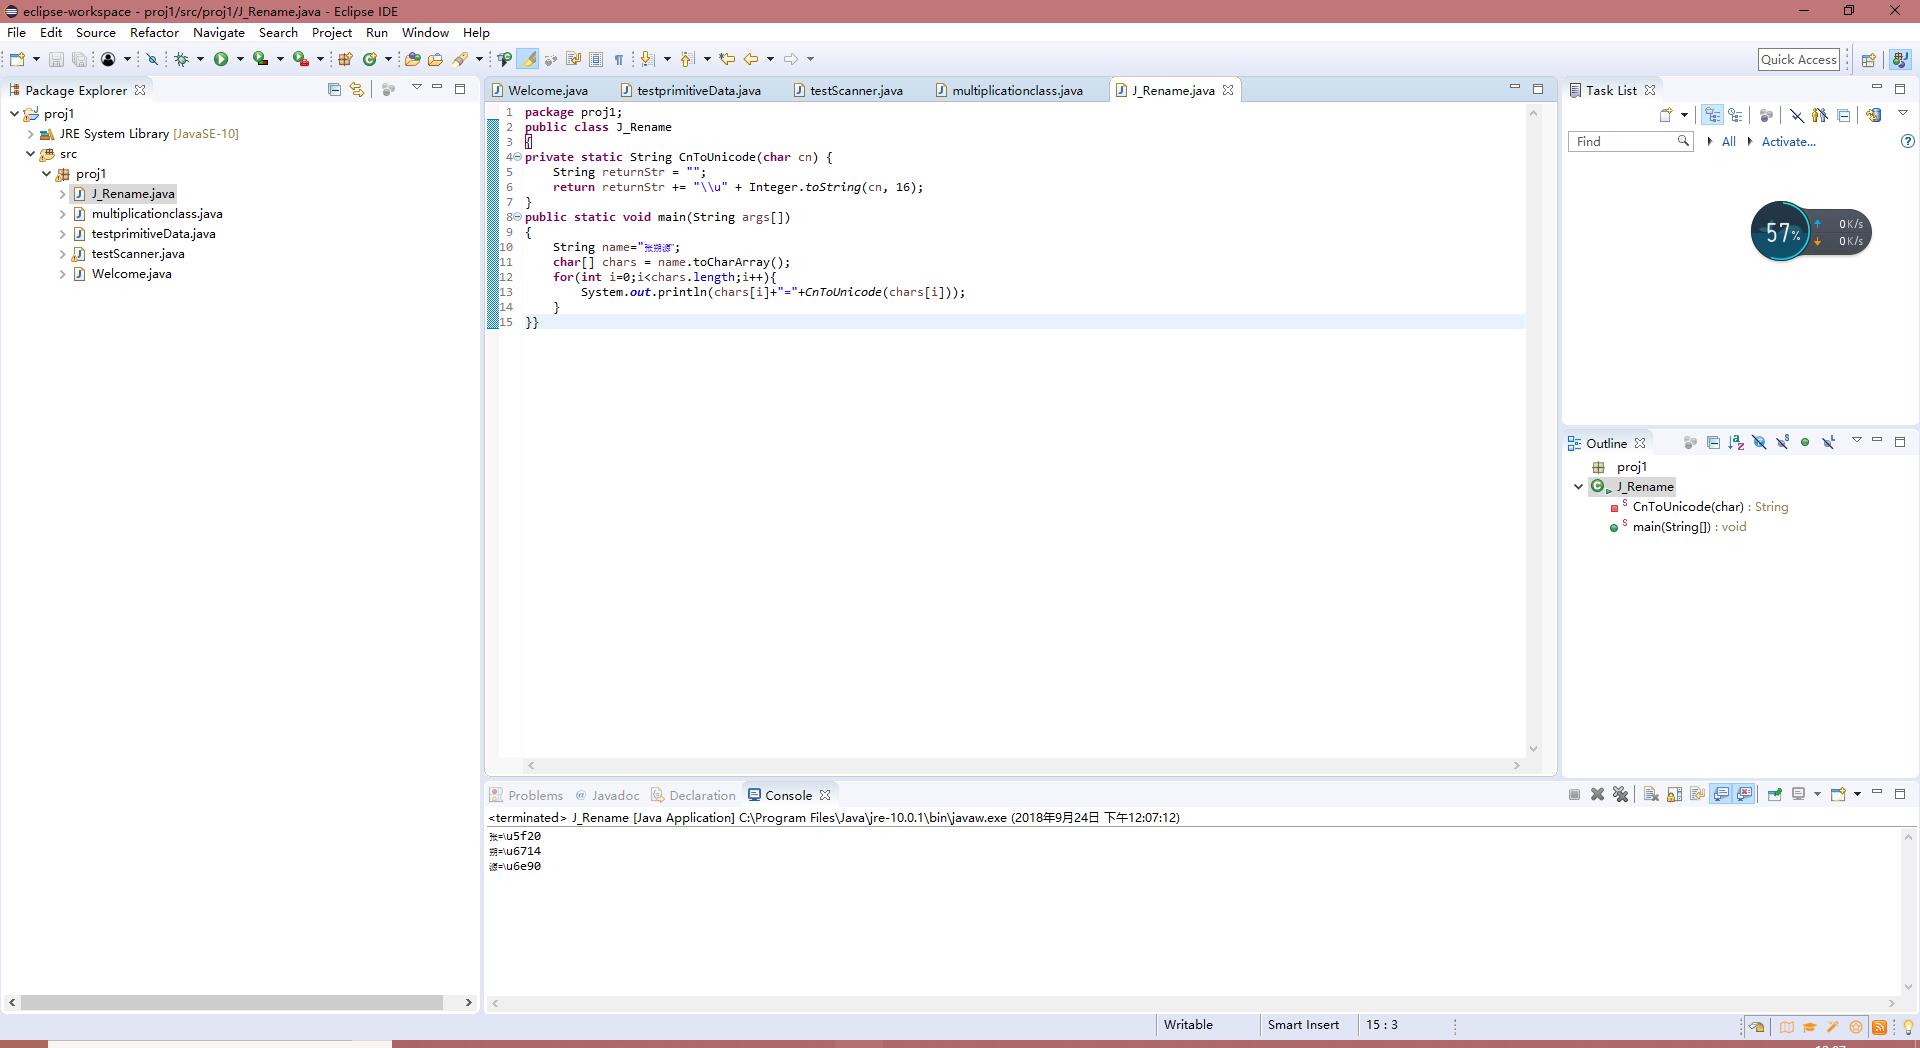 eclipse-workspace - proj1/src/proj1/J_Rename.java - Eclipse IDE
File Edit Source Refactor Navigate Search Project Run Window Help
Quick Access
Package Explorer
proj1
JRE System Library [JavaSE-10]
src
proj1
J_Rename.java
multiplicationclass.java
testprimitiveData.java
testScanner.java
Welcome.java
Welcome.java testprimitiveData.java testScanner.java multiplicationclass.java J_Rename.java
1 package proj1;
2 public class J_Rename
3 {
4 private static String CnToUnicode(char cn) {
5 String returnStr = "";
6 return returnStr += "\\u" + Integer.toString(cn, 16);
7 }
8 public static void main(String args[])
9 {
10 String name="张朔源";
11 char[] chars = name.toCharArray();
12 for(int i=0;i<chars.length;i++){
13 System.out.println(chars[i]+"="+CnToUnicode(chars[i]));
14 }
15 }}
Task List
Find All Activate...
57%
0K/s
0K/s
Outline
proj1
J_Rename
CnToUnicode(char) : String
main(String[]) : void
Problems @ Javadoc Declaration Console
<terminated> J_Rename [Java Application] C:\Program Files\Java\jre-10.0.1\bin\javaw.exe (2018年9月24日 下午12:07:12)
张=\u5f20
朔=\u6714
源=\u6e90
Writable Smart Insert 15 : 3